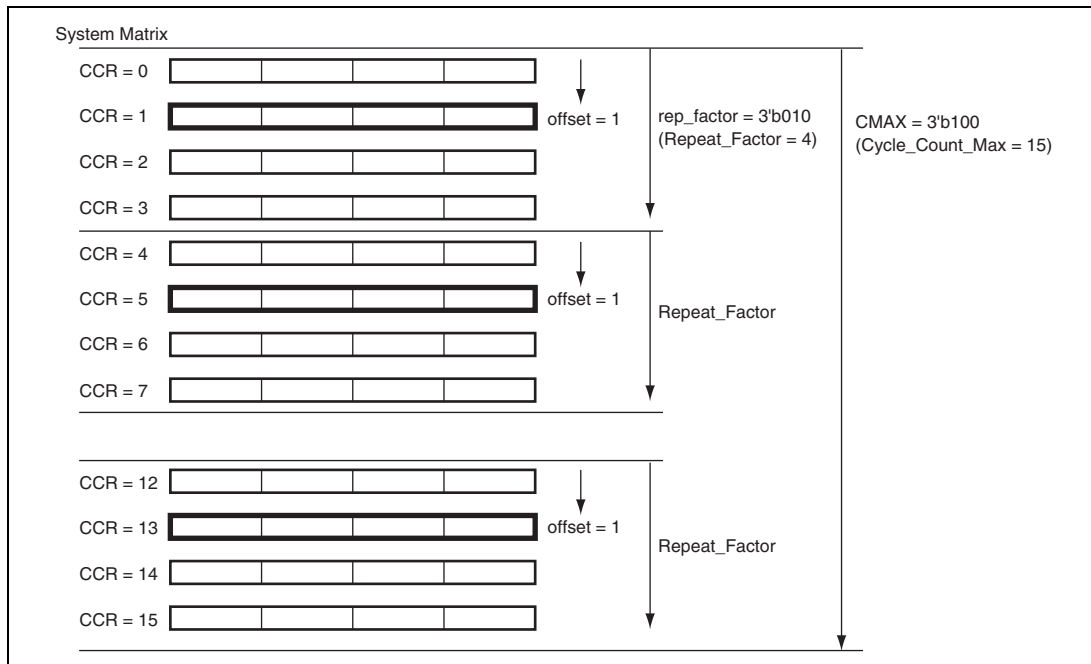 System Matrix
CCR = 0
CCR = 1
offset = 1
rep_factor = 3'b010
(Repeat_Factor = 4)
CMAX = 3'b100
(Cycle_Count_Max = 15)
CCR = 2
CCR = 3
CCR = 4
CCR = 5
offset = 1
Repeat_Factor
CCR = 6
CCR = 7
CCR = 12
CCR = 13
offset = 1
Repeat_Factor
CCR = 14
CCR = 15